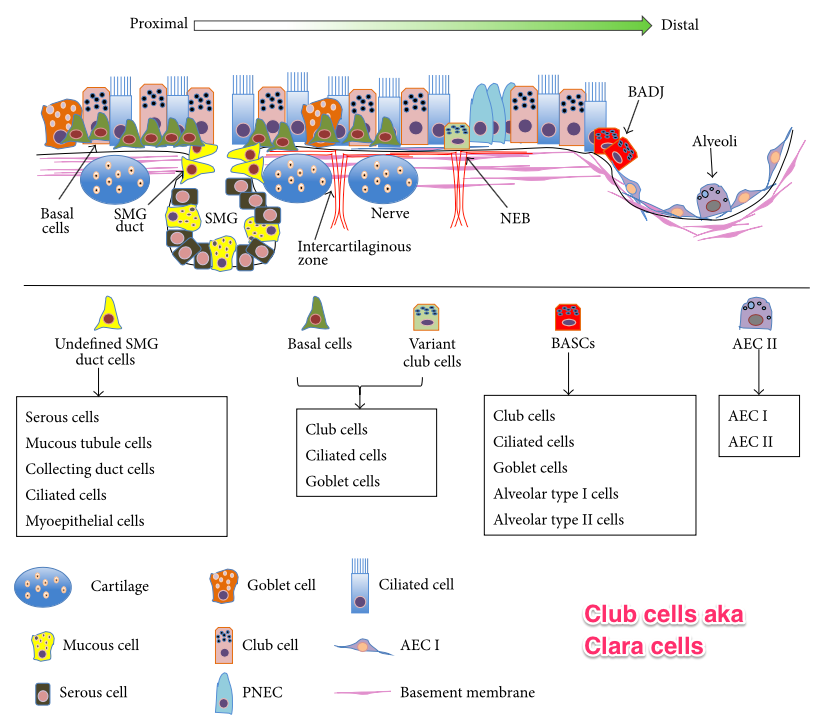 Proximal
Distal
BADJ
Alveoli
Basal
cells
SMG
duct
SMG
Nerve
Intercartilaginous
zone
NEB
Undefined SMG
duct cells
Basal cells
Variant
club cells
BASCs
AEC II
Serous cells
Mucous tubule cells
Collecting duct cells
Ciliated cells
Myoepithelial cells
Club cells
Ciliated cells
Goblet cells
Club cells
Ciliated cells
Goblet cells
Alveolar type I cells
Alveolar type II cells
AEC I
AEC II
Cartilage
Goblet cell
Ciliated cell
Mucous cell
Club cell
AEC I
Serous cell
PNEC
Basement membrane
Club cells aka
Clara cells